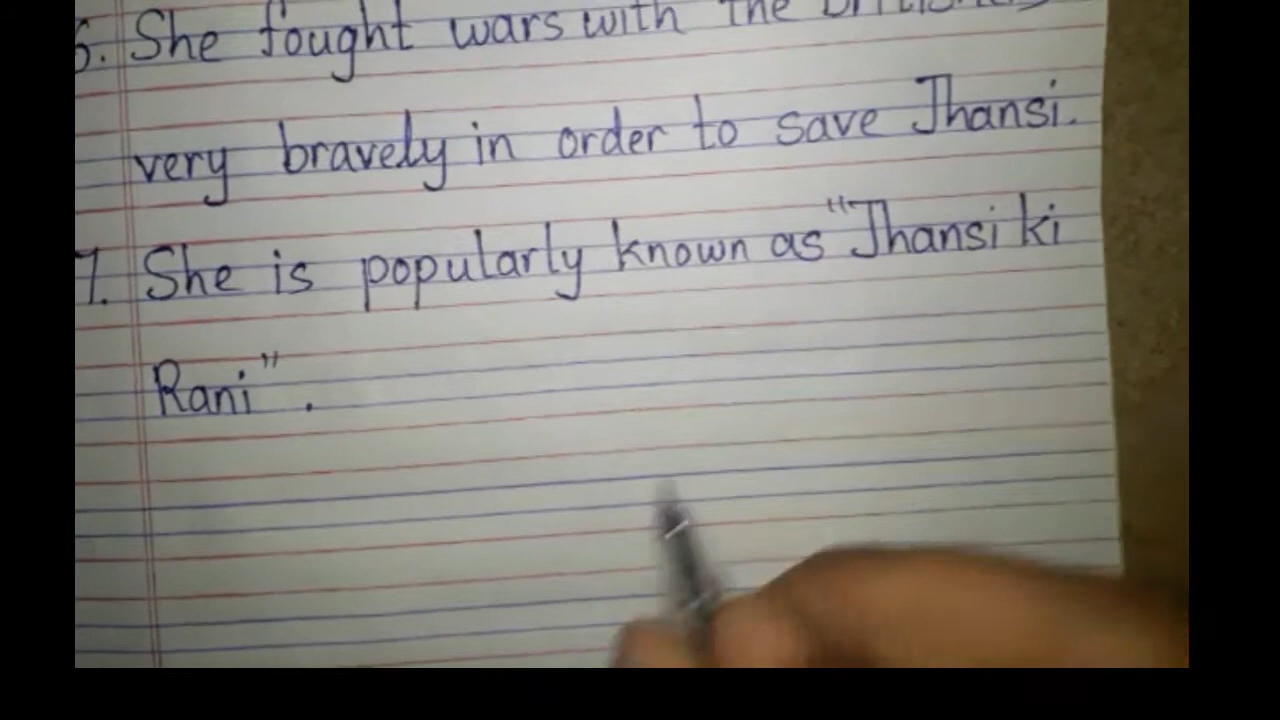 6. She fought wars with the Britishers
very bravely in order to save Jhansi.
7. She is popularly known as "Jhansi ki
Rani".